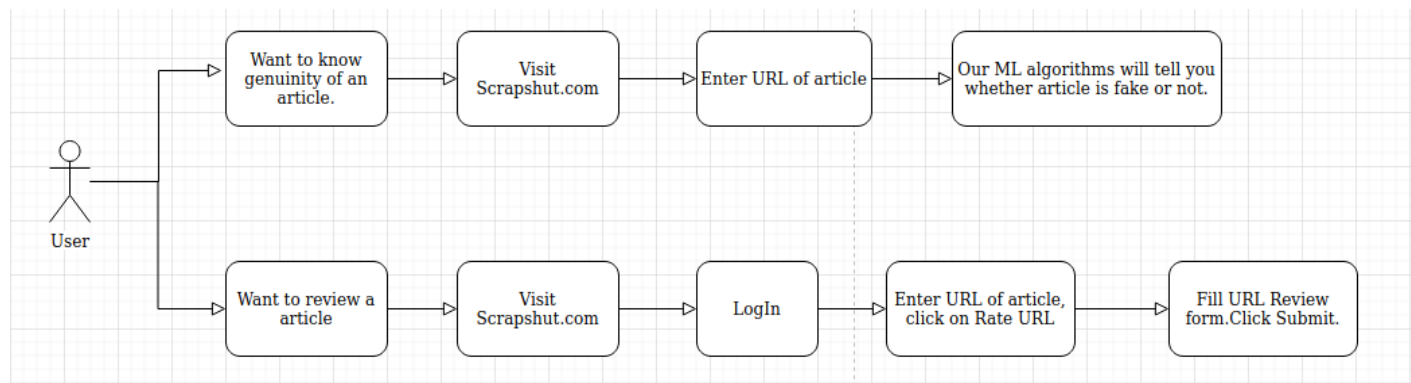 Want to know
genuinity of an
article.
Visit
Scrapshut.com
Enter URL of article
Our ML algorithms will tell you
whether article is fake or not.
User
Want to review a
article
Visit
Scrapshut.com
LogIn
Enter URL of article,
click on Rate URL
Fill URL Review
form.Click Submit.